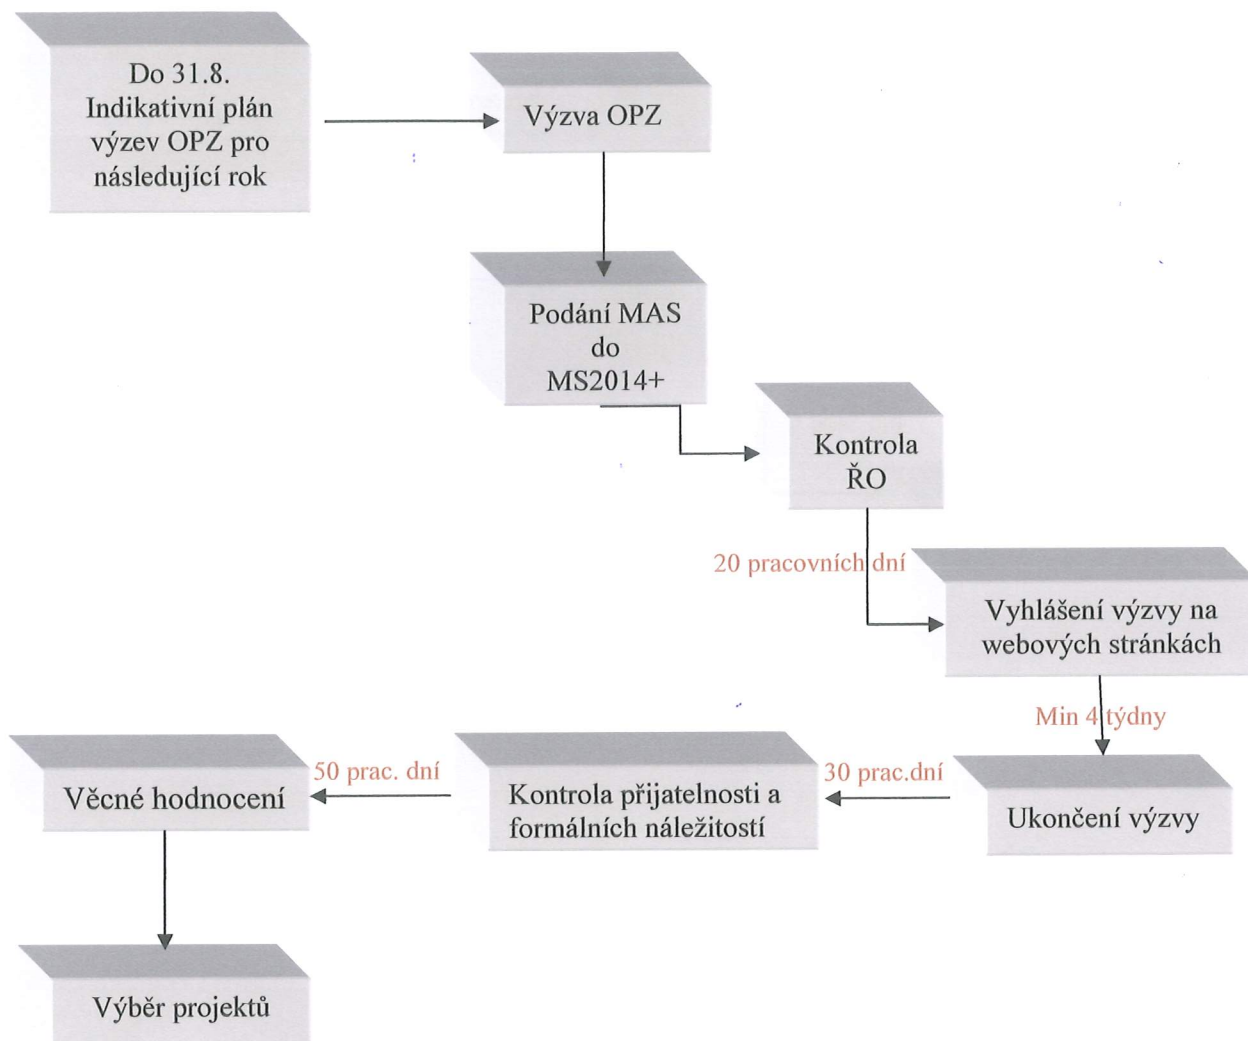 Do 31.8.
Indikativní plán
výzev OPZ pro
následující rok
Výzva OPZ
Podání MAS
do
MS2014+
Kontrola
ŘO
20 pracovních dní
Vyhlášení výzvy na
webových stránkách
Min 4 týdny
Ukončení výzvy
30 prac.dní
Kontrola přijatelnosti a
formálních náležitostí
50 prac. dní
Věcné hodnocení
Výběr projektů